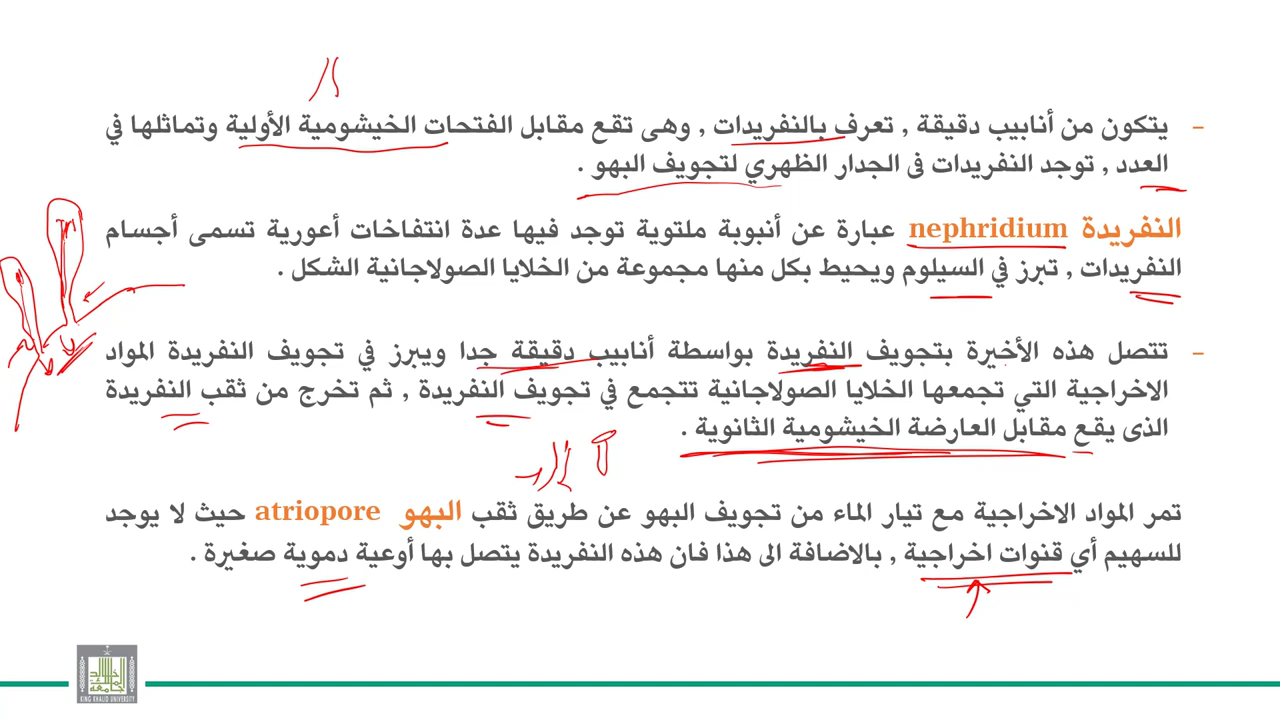 - يتكون من أنابيب دقيقة , تعرف بالنفريدات , وهى تقع مقابل الفتحات الخيشومية الأولية وتماثلها في
العدد , توجد النفريدات فى الجدار الظهري لتجويف البهو .
النفريدة nephridium عبارة عن أنبوبة ملتوية توجد فيها عدة انتفاخات أعورية تسمى أجسام
النفريدات , تبرز في السيلوم ويحيط بكل منها مجموعة من الخلايا الصولاجانية الشكل .
- تتصل هذه الأخيرة بتجويف النفريدة بواسطة أنابيب دقيقة جدا ويبرز في تجويف النفريدة المواد
الاخراجية التي تجمعها الخلايا الصولاجانية تتجمع في تجويف النفريدة , ثم تخرج من ثقب النفريدة
الذى يقع مقابل العارضة الخيشومية الثانوية .
تمر المواد الاخراجية مع تيار الماء من تجويف البهو عن طريق ثقب البهو atriopore حيث لا يوجد
للسهيم أي قنوات اخراجية , بالاضافة الى هذا فان هذه النفريدة يتصل بها أوعية دموية صغيرة .
KING KHALID UNIVERSITY